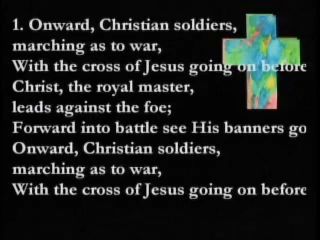 1. Onward, Christian soldiers,
marching as to war,
With the cross of Jesus going on before
Christ, the royal master,
leads against the foe;
Forward into battle see His banners go
Onward, Christian soldiers,
marching as to war,
With the cross of Jesus going on before